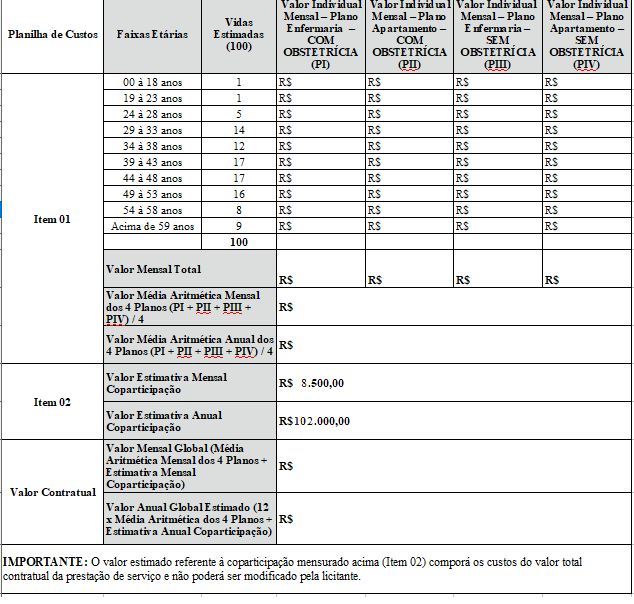 Planilha de Custos
Faixas Etárias
Vidas
Estimadas
(100)
Valor Individual
Mensal – Plano
Enfermaria –
COM
OBSTETRÍCIA
(PI)
Valor Individual
Mensal – Plano
Apartamento –
COM
OBSTETRÍCIA
(PII)
Valor Individual
Mensal – Plano
Enfermaria –
SEM
OBSTETRÍCIA
(PIII)
Valor Individual
Mensal – Plano
Apartamento –
SEM
OBSTETRÍCIA
(PIV)
Item 01
00 à 18 anos 1 R$ R$ R$ R$
19 à 23 anos 1 R$ R$ R$ R$
24 à 28 anos 5 R$ R$ R$ R$
29 à 33 anos 14 R$ R$ R$ R$
34 à 38 anos 12 R$ R$ R$ R$
39 à 43 anos 17 R$ R$ R$ R$
44 à 48 anos 17 R$ R$ R$ R$
49 à 53 anos 16 R$ R$ R$ R$
54 à 58 anos 8 R$ R$ R$ R$
Acima de 59 anos 9 R$ R$ R$ R$
100
Valor Mensal Total
R$ R$ R$ R$
Valor Média Aritmética Mensal
dos 4 Planos (PI + PII + PIII +
PIV) / 4
R$
Valor Média Aritmética Anual dos
4 Planos (PI + PII + PIII + PIV) / 4
R$
Item 02
Valor Estimativa Mensal
Coparticipação
R$ 8.500,00
Valor Estimativa Anual
Coparticipação
R$102.000,00
Valor Contratual
Valor Mensal Global (Média
Aritmética Mensal dos 4 Planos +
Estimativa Mensal
Coparticipação)
R$
Valor Anual Global Estimado (12
x Média Aritmética dos 4 Planos +
Estimativa Anual Coparticipação)
R$
IMPORTANTE: O valor estimado referente à coparticipação mensurado acima (Item 02) comporá os custos do valor total
contratual da prestação de serviço e não poderá ser modificado pela licitante.